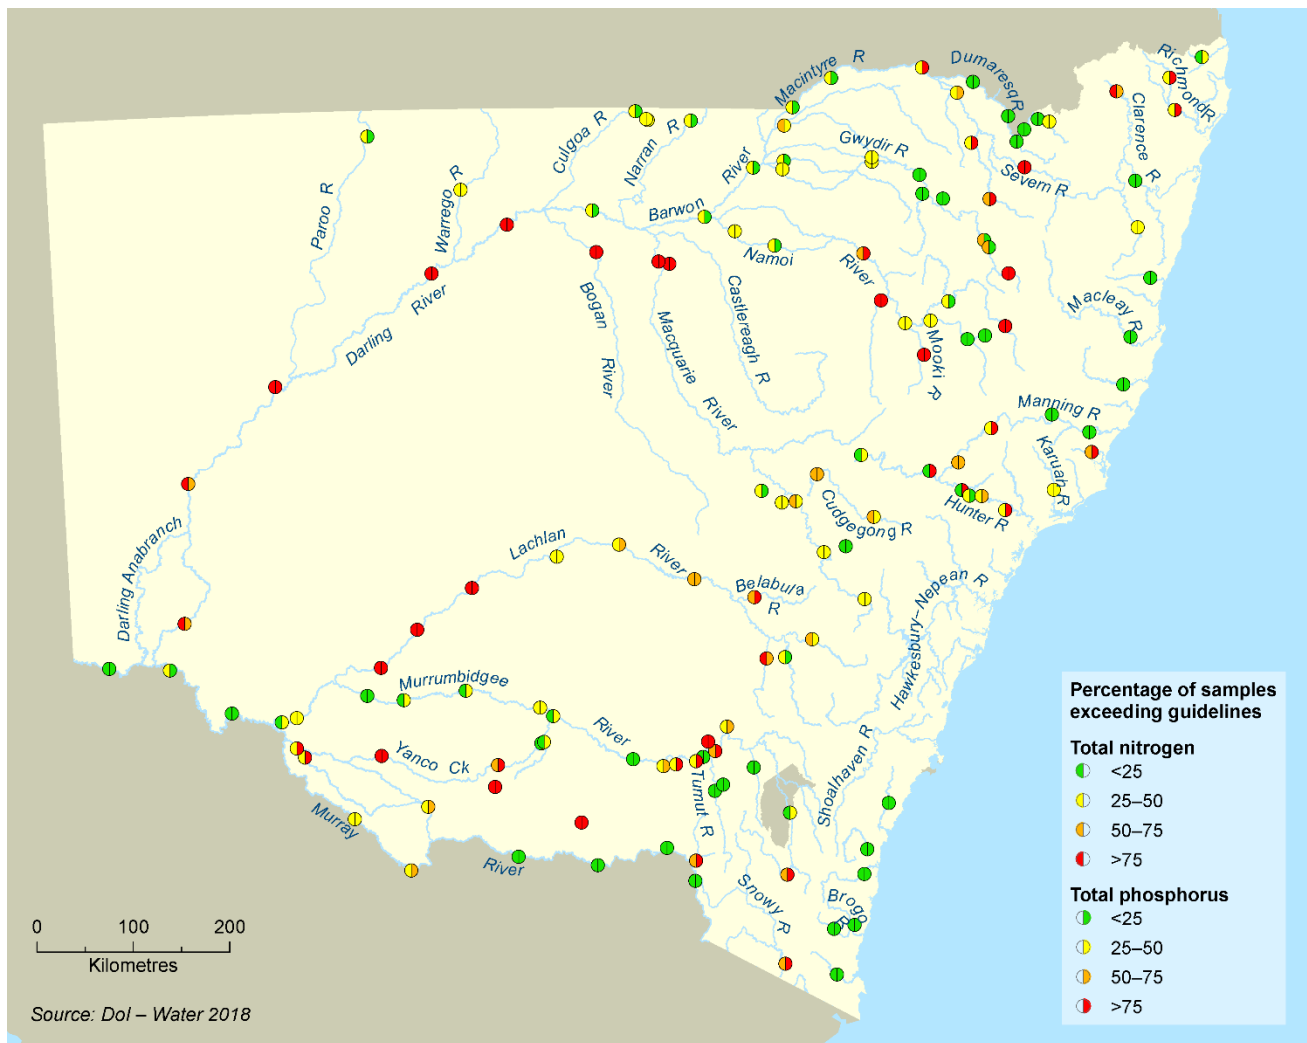 Macintyre R
Dumaresq R
Richmond R
Clarence R
Culgoa R
Narran R
Gwydir R
Severn R
Paroo R
Warrego R
River
Barwon
Namoi
River
Darling River
Bogan River
Macquarie River
Castlereagh R
Mooki R
Macleay R
Manning R
Karuah R
Hunter R
Cudgegong R
Darling Anabranch
Lachlan River
Belabula R
Hawkesbury–Nepean R
Murrumbidgee River
Yanco Ck
Tumut R
Shoalhaven R
Murray River
Snowy R
Brogo R
Percentage of samples
exceeding guidelines
Total nitrogen
<25
25–50
50–75
>75
Total phosphorus
<25
25–50
50–75
>75
0 100 200
Kilometres
Source: DoI – Water 2018